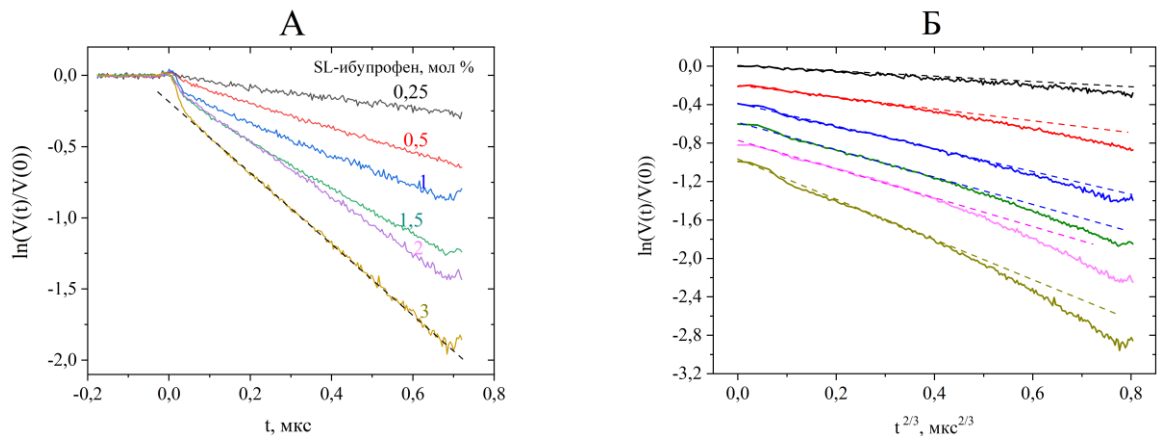 А
ln(V(t)/V(0))
0,0
-0,5
-1,0
-1,5
-2,0
SL-ибупрофен, мол %
0,25
0,5
1
1,5
2
3
-0,2 0,0 0,2 0,4 0,6 0,8
t, мкс
Б
ln(V(t)/V(0))
0,0
-0,4
-0,8
-1,2
-1,6
-2,0
-2,4
-2,8
-3,2
0,0 0,2 0,4 0,6 0,8
t 2/3, мкс2/3